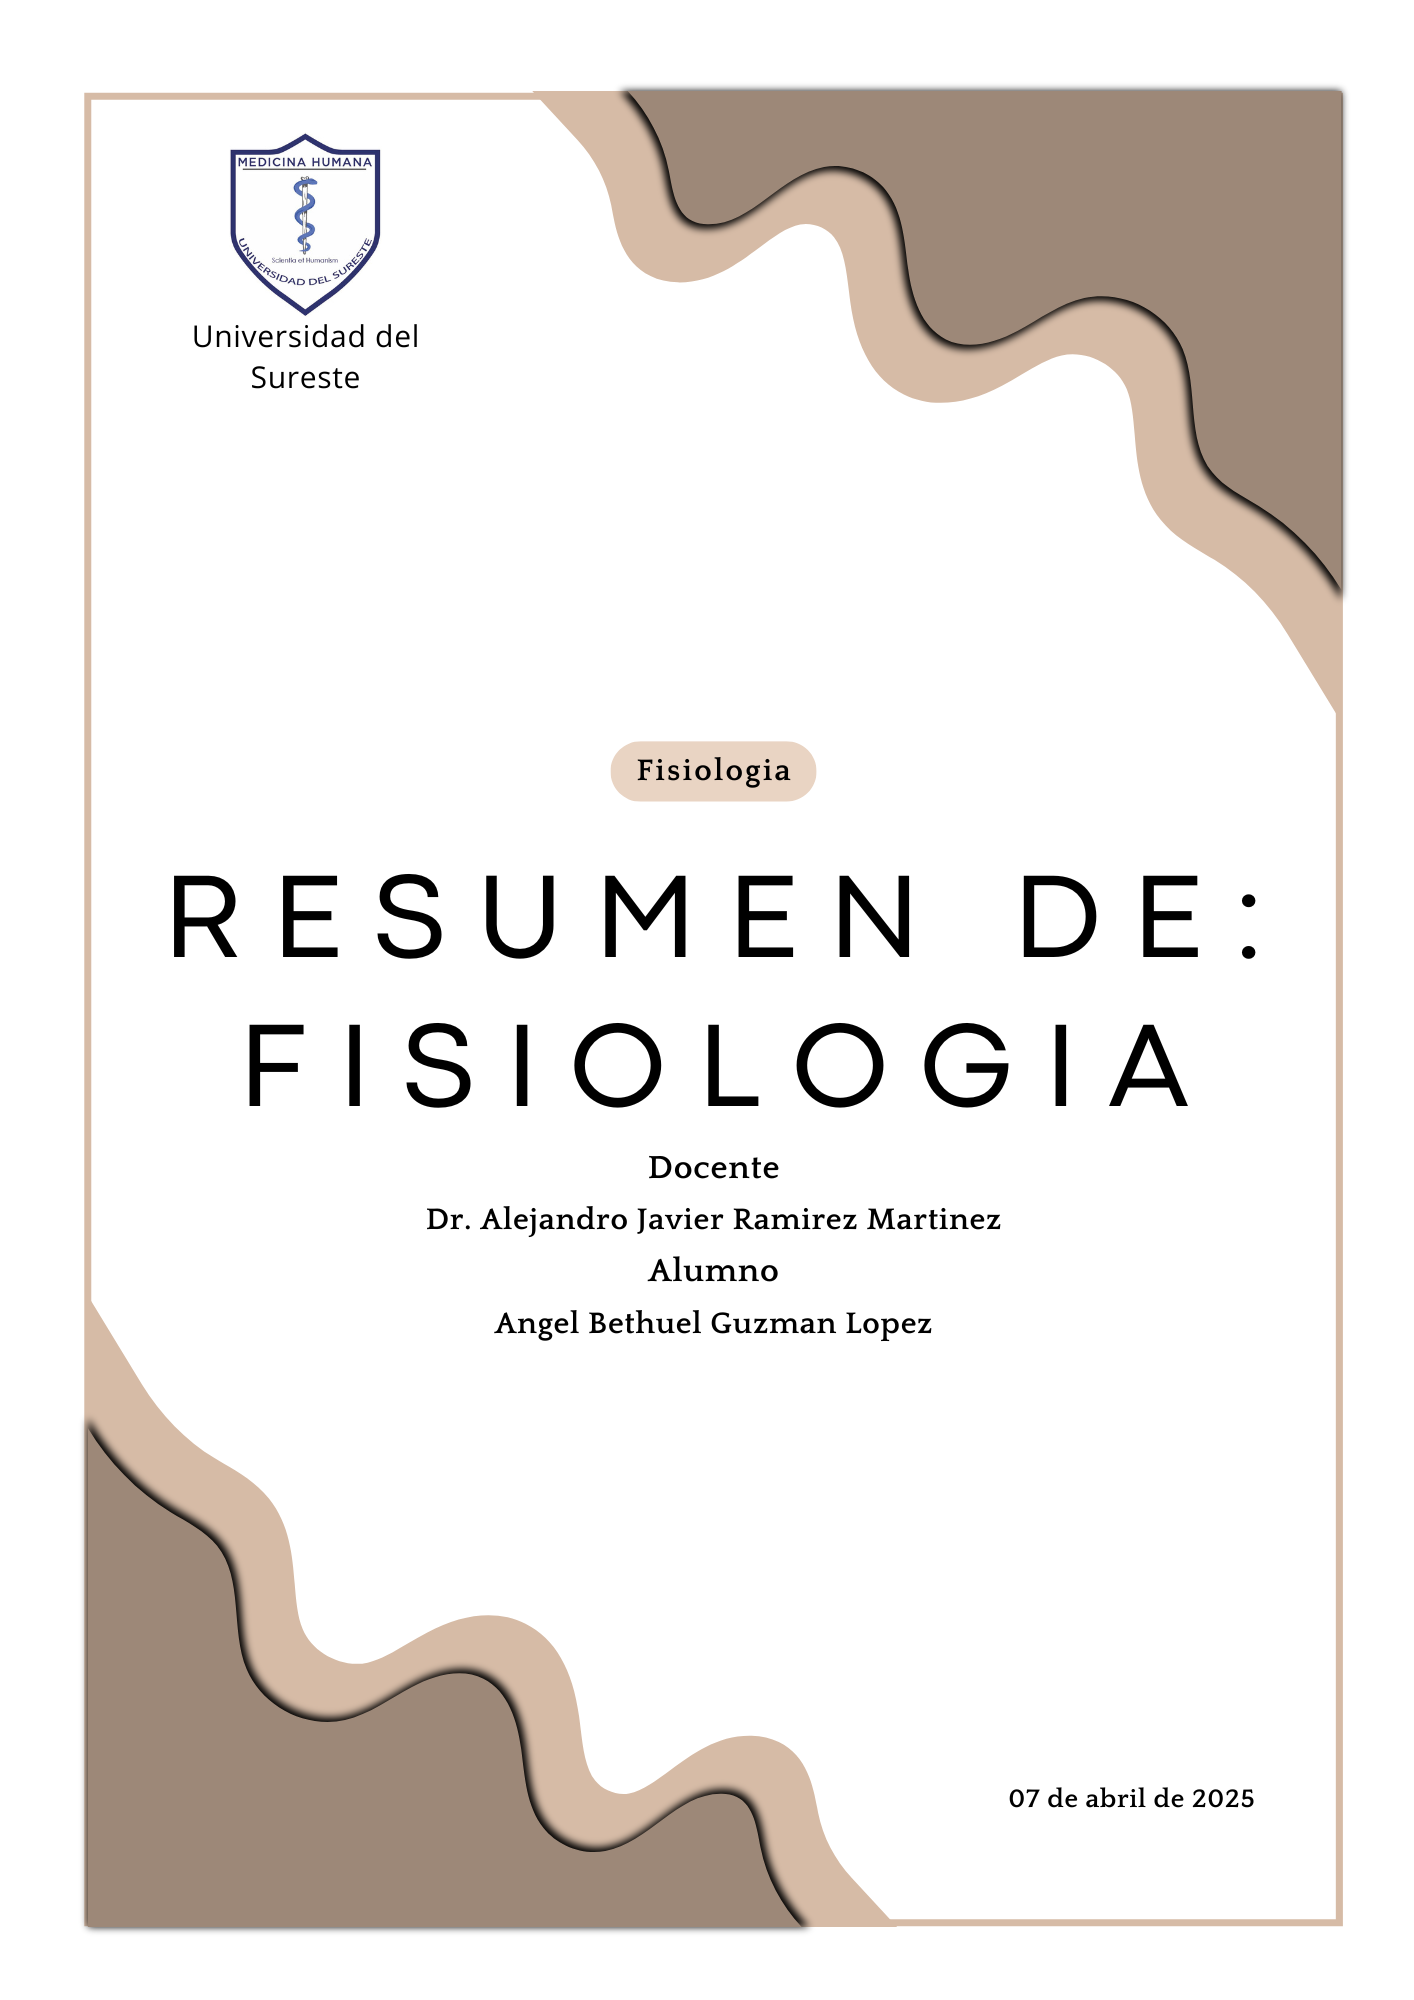 MEDICINA HUMANA
Scientia et Humanism
UNIVERSIDAD DEL SURESTE
Universidad del
Sureste
Fisiologia
RESUMEN DE:
FISIOLOGIA
Docente
Dr. Alejandro Javier Ramirez Martinez
Alumno
Angel Bethuel Guzman Lopez
07 de abril de 2025